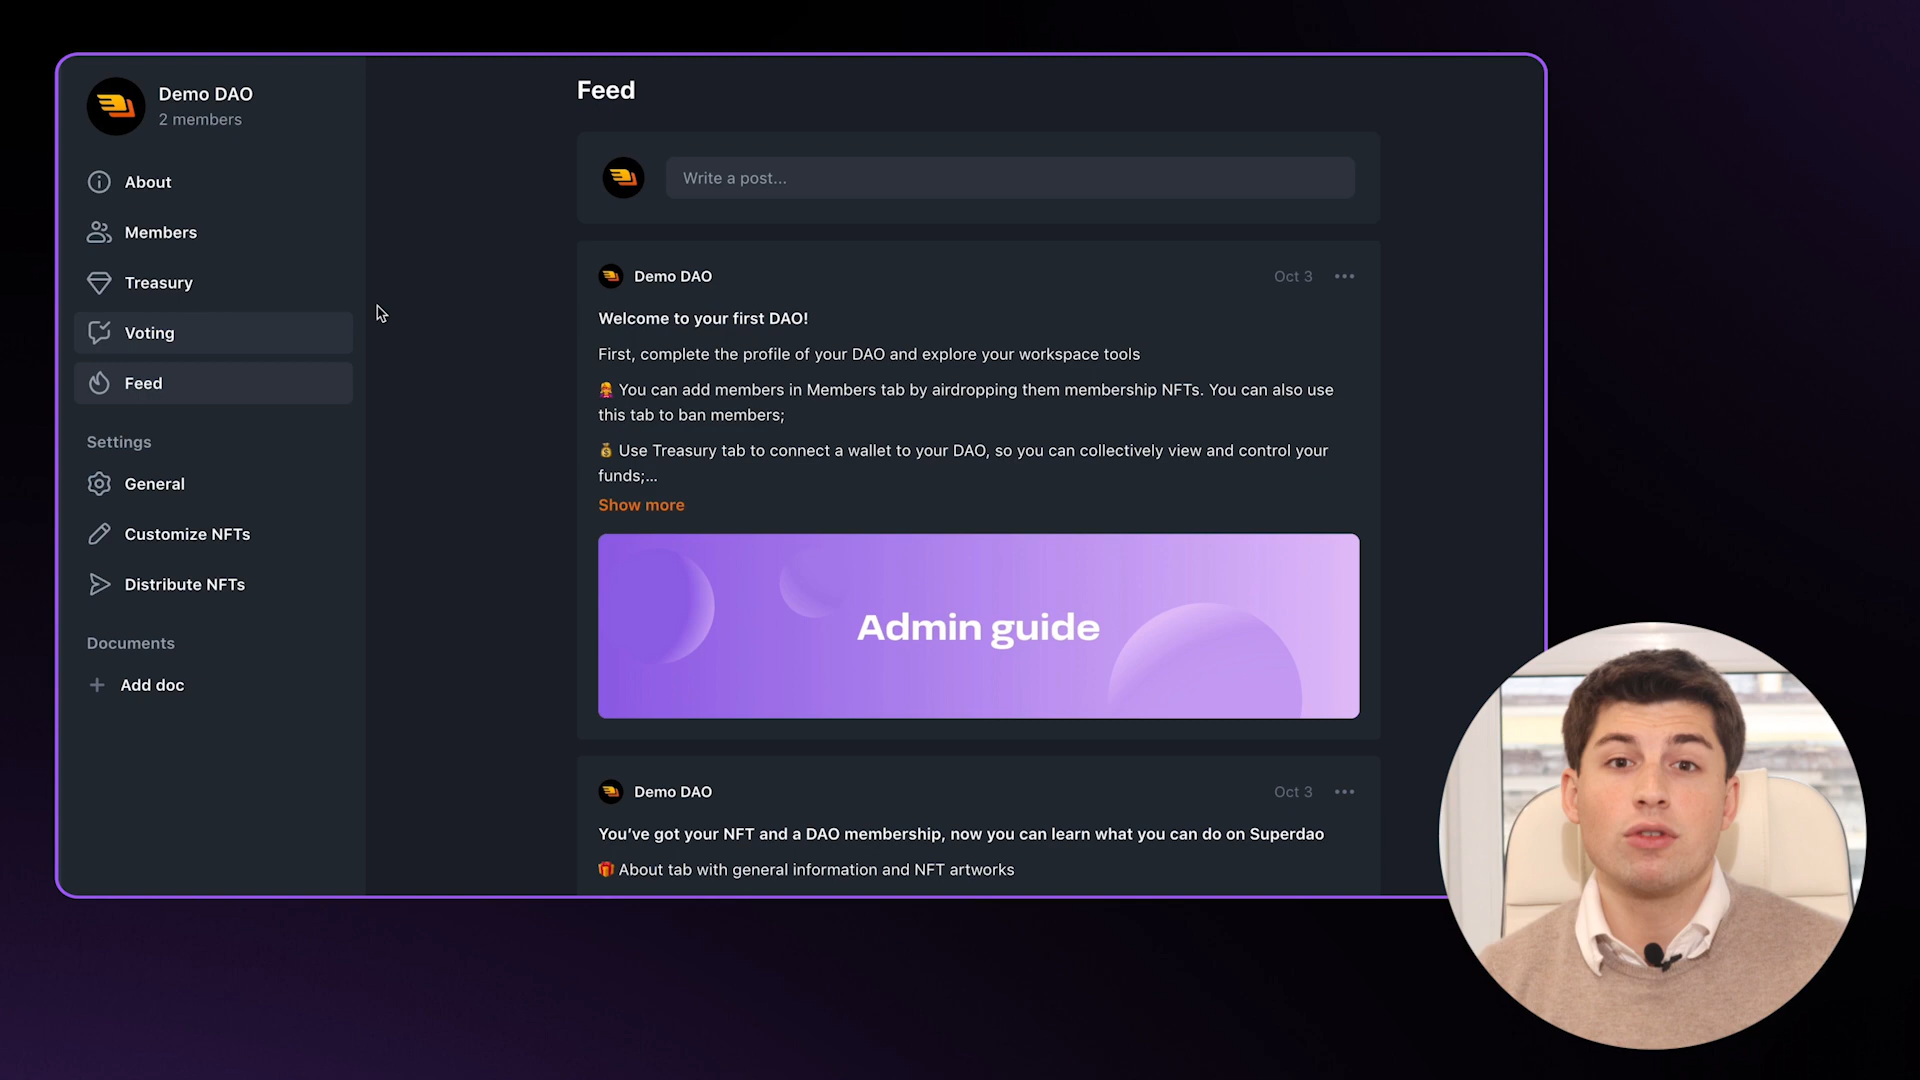 Demo DAO
2 members
About
Members
Treasury
Voting
Feed
Settings
General
Customize NFTs
Distribute NFTs
Documents
Add doc
Feed
Write a post...
Demo DAO
Oct 3
Welcome to your first DAO!
First, complete the profile of your DAO and explore your workspace tools
You can add members in Members tab by airdropping them membership NFTs. You can also use
this tab to ban members;
💰 Use Treasury tab to connect a wallet to your DAO, so you can collectively view and control your
funds;...
Show more
Admin guide
Demo DAO
Oct 3
You’ve got your NFT and a DAO membership, now you can learn what you can do on Superdao
🎁 About tab with general information and NFT artworks